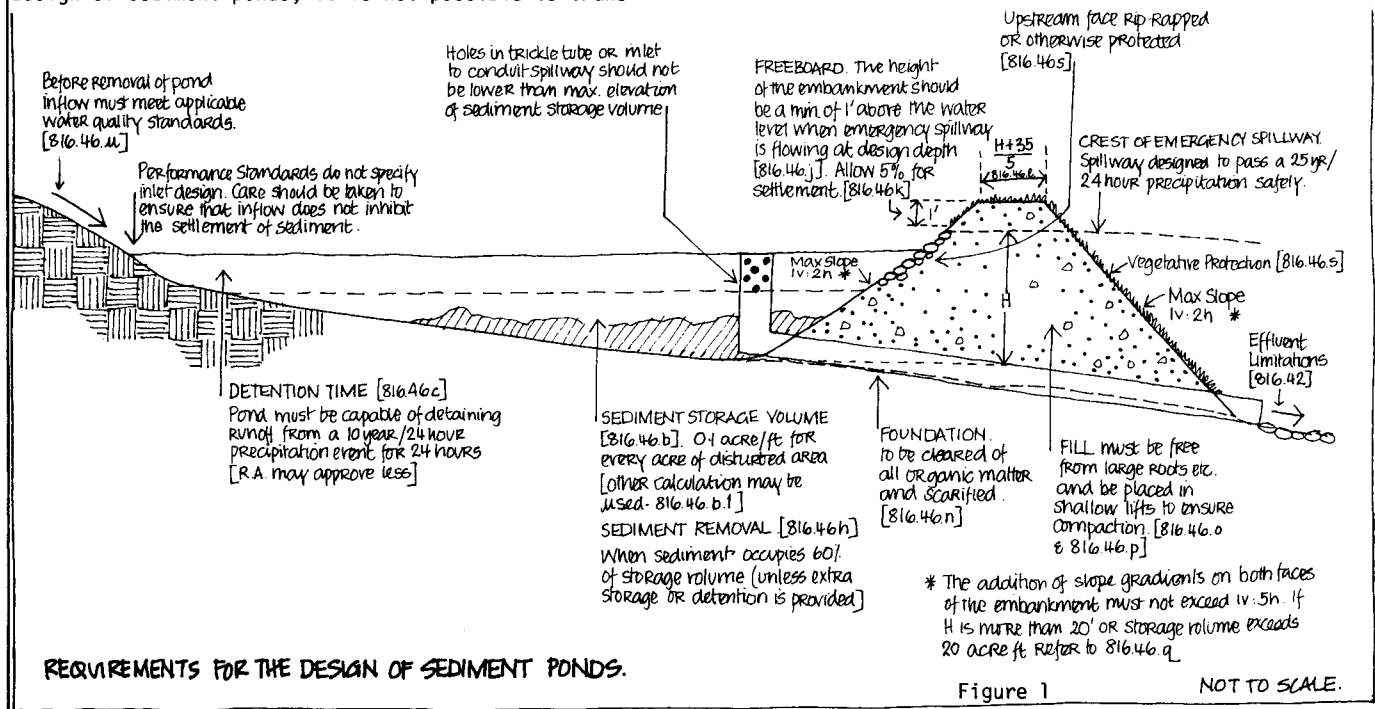 Before removal of pond
inflow must meet applicable
water quality standards.
[816.46.u]
Performance Standards do not specify
inlet design. Care should be taken to
ensure that inflow does not inhibit
the settlement of sediment.
Holes in trickle tube or inlet
to conduit spillway should not
be lower than max. elevation
of sediment storage volume
FREEBOARD. The height
of the embankment should
be a min. of 1' above the water
level when emergency spillway
is flowing at design depth
[816.46.j]. Allow 5% for
settlement. [816.46k]
Upstream face Rip-Rapped
or otherwise protected
[816.46s]
H+35
5
816.46.l
1'
CREST OF EMERGENCY SPILLWAY.
Spillway designed to pass a 25 yr/
24 hour precipitation safely.
Max Slope
1v:2h *
H
Vegetative Protection [816.46.s]
Max Slope
1v:2h *
Effluent
Limitations
[816.42]
DETENTION TIME [816.46c]
Pond must be capable of detaining
runoff from a 10 year/24 hour
precipitation event for 24 hours
[R.A. may approve less]
SEDIMENT STORAGE VOLUME
[816.46.b]. 0.1 acre/ft for
every acre of disturbed area
[other calculation may be
used - 816.46.b.1]
SEDIMENT REMOVAL [816.46h]
When sediment occupies 60%
of storage volume (unless extra
storage or detention is provided]
FOUNDATION.
to be cleared of
all organic matter
and scarified.
[816.46.n]
FILL must be free
from large roots etc.
and be placed in
shallow lifts to ensure
compaction. [816.46.o
& 816.46.p]
* The addition of slope gradients on both faces
of the embankment must not exceed 1v:5h. If
H is more than 20' or storage volume exceeds
20 acre ft Refer to 816.46.q
REQUIREMENTS FOR THE DESIGN OF SEDIMENT PONDS.
Figure 1
NOT TO SCALE.